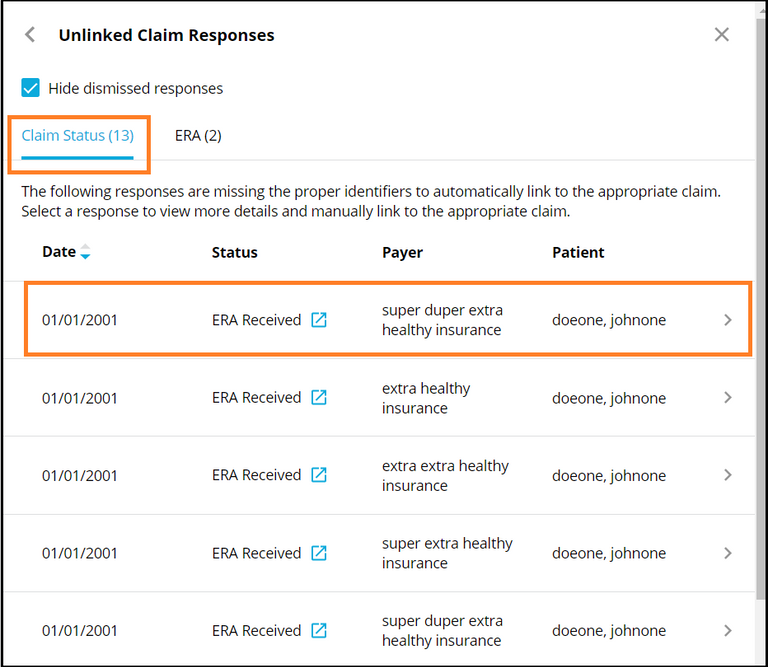 Unlinked Claim Responses
Hide dismissed responses
Claim Status (13) ERA (2)
The following responses are missing the proper identifiers to automatically link to the appropriate claim.
Select a response to view more details and manually link to the appropriate claim.
Date Status Payer Patient
01/01/2001 ERA Received super duper extra healthy insurance doeone, johnone
01/01/2001 ERA Received extra healthy insurance doeone, johnone
01/01/2001 ERA Received extra extra healthy insurance doeone, johnone
01/01/2001 ERA Received super extra healthy insurance doeone, johnone
01/01/2001 ERA Received super duper extra healthy insurance doeone, johnone